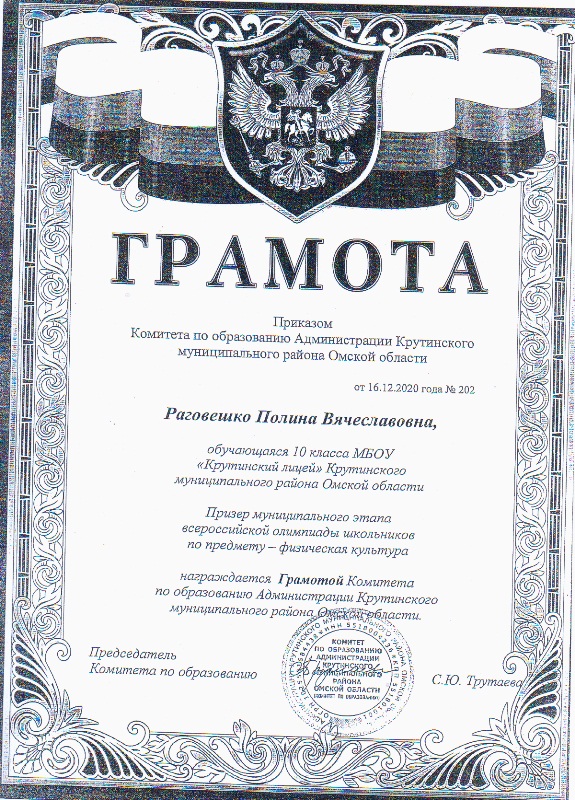 ГРАМОТА
Приказом
Комитета по образованию Администрации Крутинского
муниципального района Омской области
от 16.12.2020 года № 202
Раговешко Полина Вячеславовна,
обучающаяся 10 класса МБОУ
«Крутинский лицей» Крутинского
муниципального района Омской области
Призер муниципального этапа
всероссийской олимпиады школьников
по предмету – физическая культура
награждается Грамотой Комитета
по образованию Администрации Крутинского
муниципального района Омской области.
Председатель
Комитета по образованию
С.Ю. Трутаева
КОМИТЕТ
ПО ОБРАЗОВАНИЮ
АДМИНИСТРАЦИИ
КРУТИНСКОГО
МУНИЦИПАЛЬНОГО
РАЙОНА
ОМСКОЙ ОБЛАСТИ